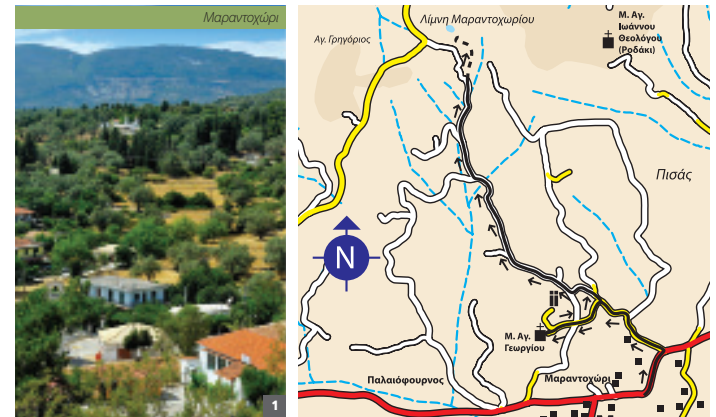 Μαραντοχώρι
1
Λίμνη Μαραντοχωρίου
Αγ. Γρηγόριος
Μ. Αγ.
Ιωάννου
Θεολόγου
(Ροδάκι)
Πισάς
N
Μ. Αγ.
Γεωργίου
Παλαιόφουρνος
Μαραντοχώρι